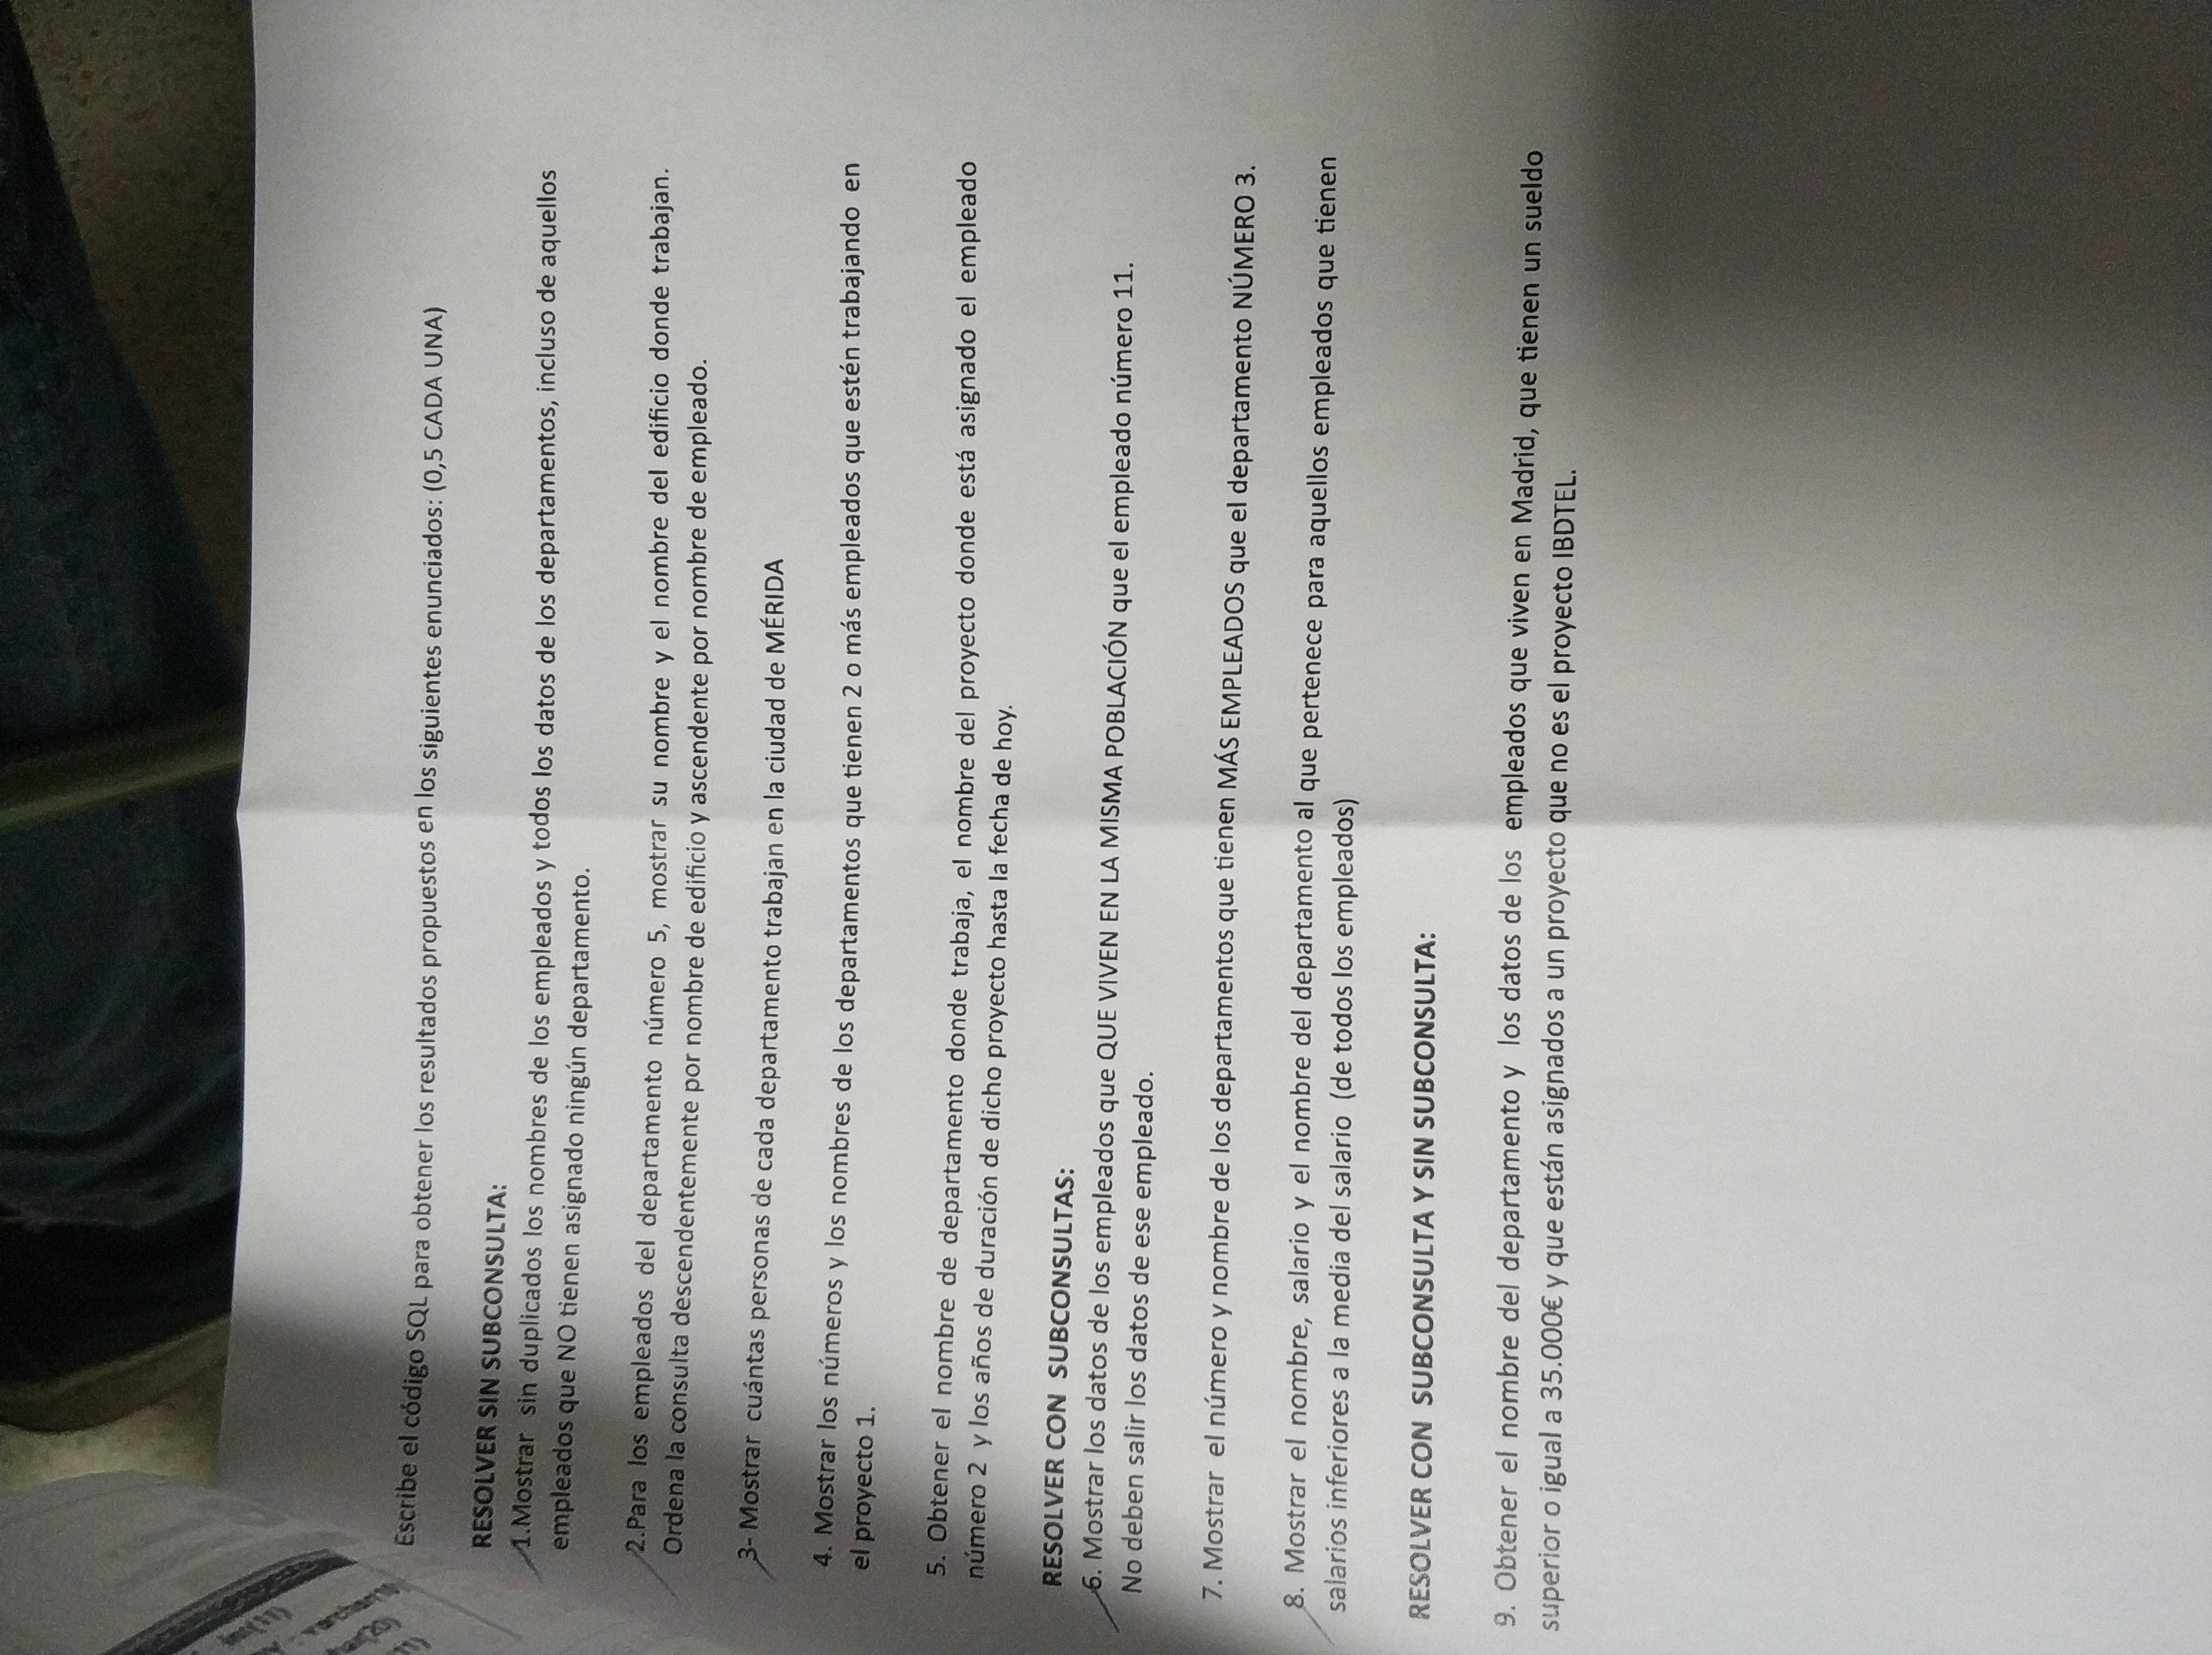 Escribe el código SQL para obtener los resultados propuestos en los siguientes enunciados: (0,5 CADA UNA)
RESOLVER SIN SUBCONSULTA:
1.Mostrar sin duplicados los nombres de los empleados y todos los datos de los departamentos, incluso de aquellos
empleados que NO tienen asignado ningún departamento.
2.Para los empleados del departamento número 5, mostrar su nombre y el nombre del edificio donde trabajan.
Ordena la consulta descendentemente por nombre de edificio y ascendente por nombre de empleado.
3- Mostrar cuántas personas de cada departamento trabajan en la ciudad de MÉRIDA
4. Mostrar los números y los nombres de los departamentos que tienen 2 o más empleados que estén trabajando en
el proyecto 1.
5. Obtener el nombre de departamento donde trabaja, el nombre del proyecto donde está asignado el empleado
número 2 y los años de duración de dicho proyecto hasta la fecha de hoy.
RESOLVER CON SUBCONSULTAS:
6. Mostrar los datos de los empleados que QUE VIVEN EN LA MISMA POBLACIÓN que el empleado número 11.
No deben salir los datos de ese empleado.
7. Mostrar el número y nombre de los departamentos que tienen MÁS EMPLEADOS que el departamento NÚMERO 3.
8. Mostrar el nombre, salario y el nombre del departamento al que pertenece para aquellos empleados que tienen
salarios inferiores a la media del salario (de todos los empleados)
RESOLVER CON SUBCONSULTA Y SIN SUBCONSULTA:
9. Obtener el nombre del departamento y los datos de los empleados que viven en Madrid, que tienen un sueldo
superior o igual a 35.000€ y que están asignados a un proyecto que no es el proyecto IBDTEL.